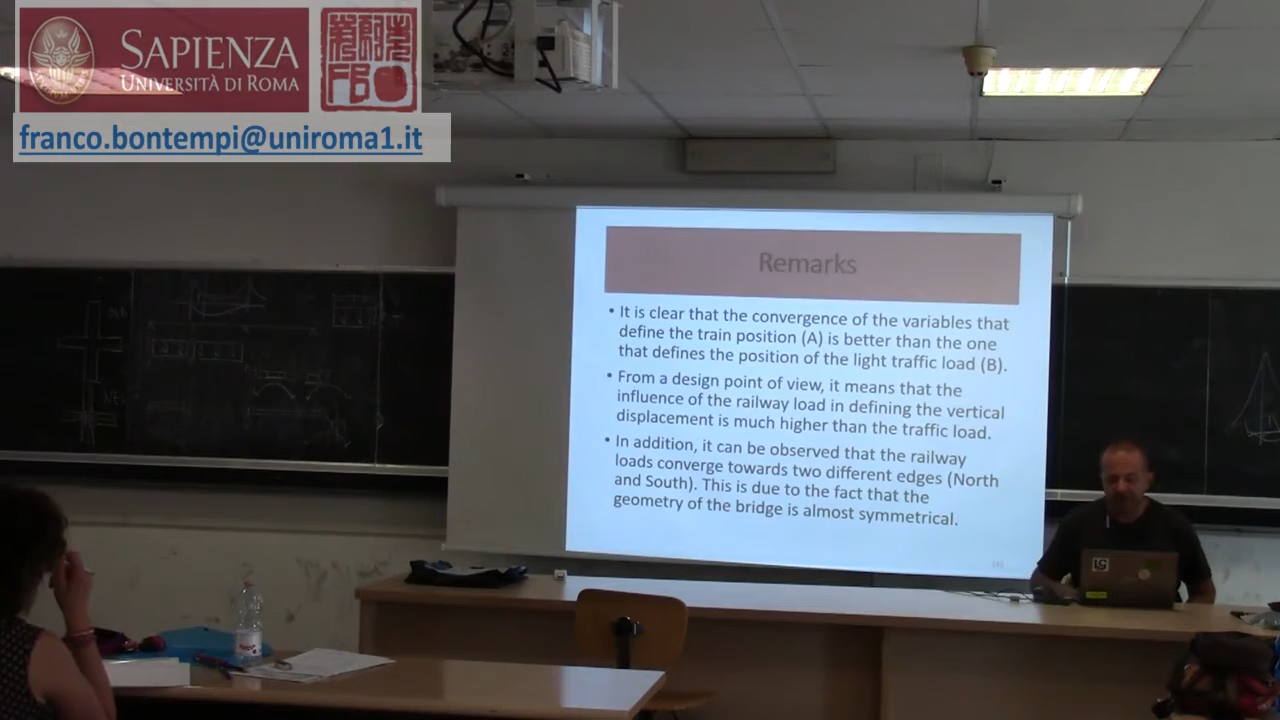 SAPIENZA
UNIVERSITÀ DI ROMA
FBO
franco.bontempi@uniroma1.it
Remarks
• It is clear that the convergence of the variables that
define the train position (A) is better than the one
that defines the position of the light traffic load (B).
• From a design point of view, it means that the
influence of the railway load in defining the vertical
displacement is much higher than the traffic load.
• In addition, it can be observed that the railway
loads converge towards two different edges (North
and South). This is due to the fact that the
geometry of the bridge is almost symmetrical.